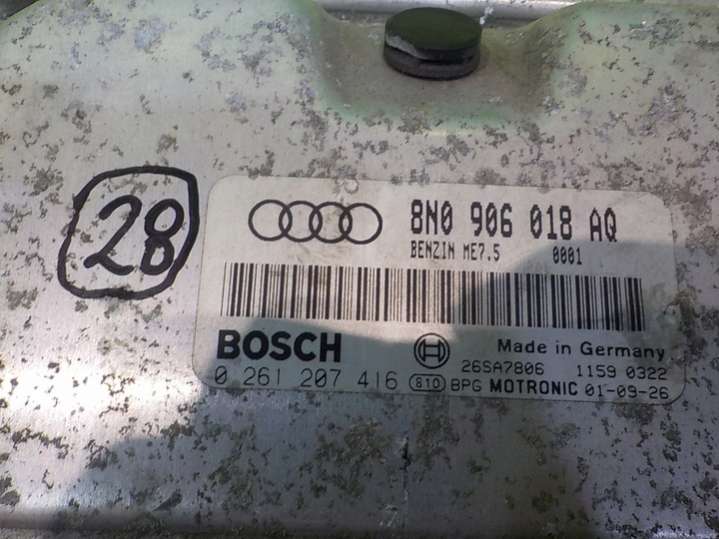 28
8N0 906 018 AQ
BENZIN ME7.5 0001
BOSCH
Made in Germany
26SA7806 1159 0322
0 261 207 416 810 BPG MOTRONIC 01-09-26